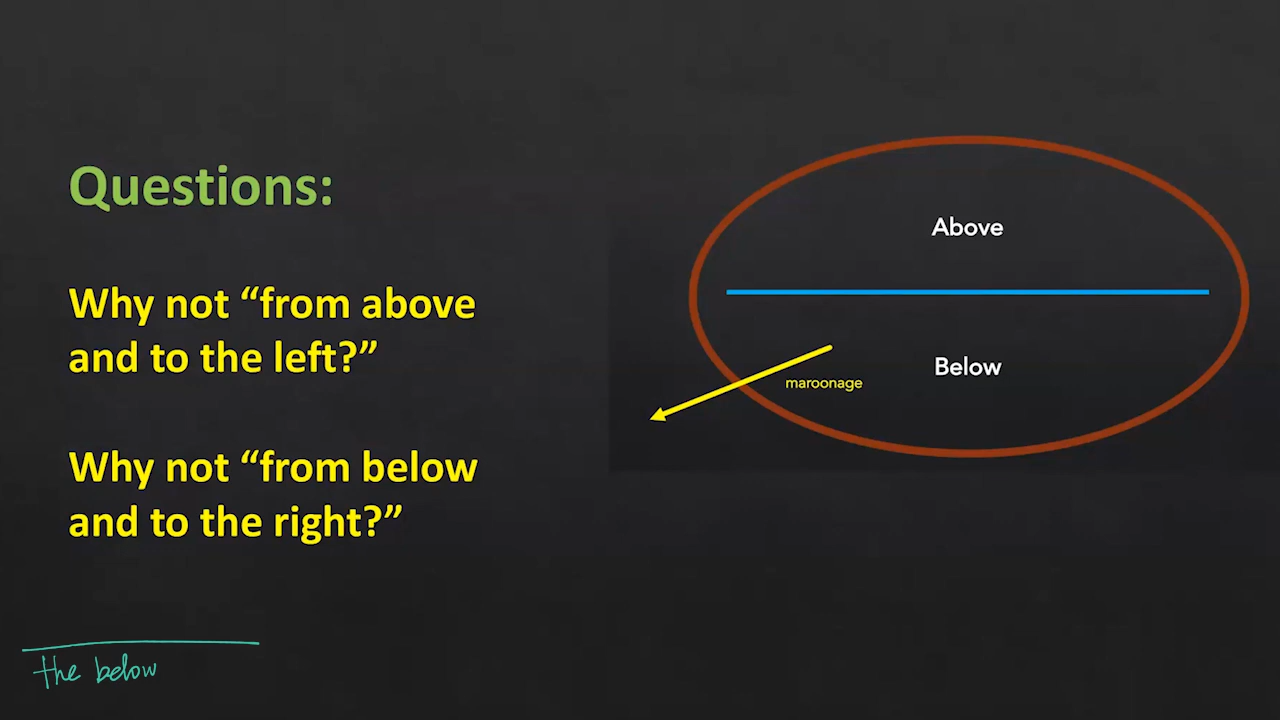 Questions:
Why not “from above
and to the left?”
Why not “from below
and to the right?”
Above
Below
maroonage
the below